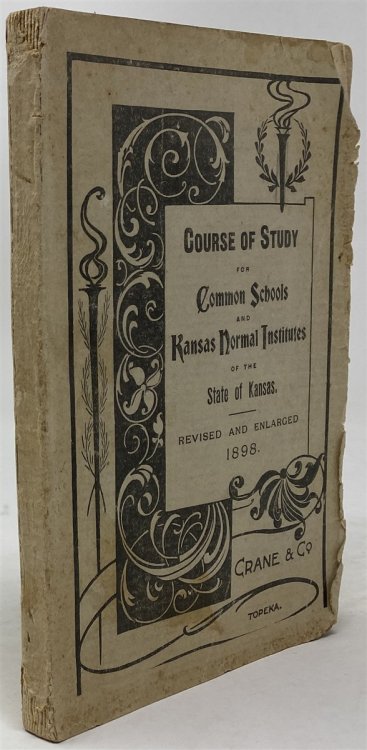 COURSE OF STUDY
FOR
Common Schools
AND
Kansas Normal Institutes
OF THE
State of Kansas.
REVISED AND ENLARGED
1898.
CRANE & Co.
TOPEKA.